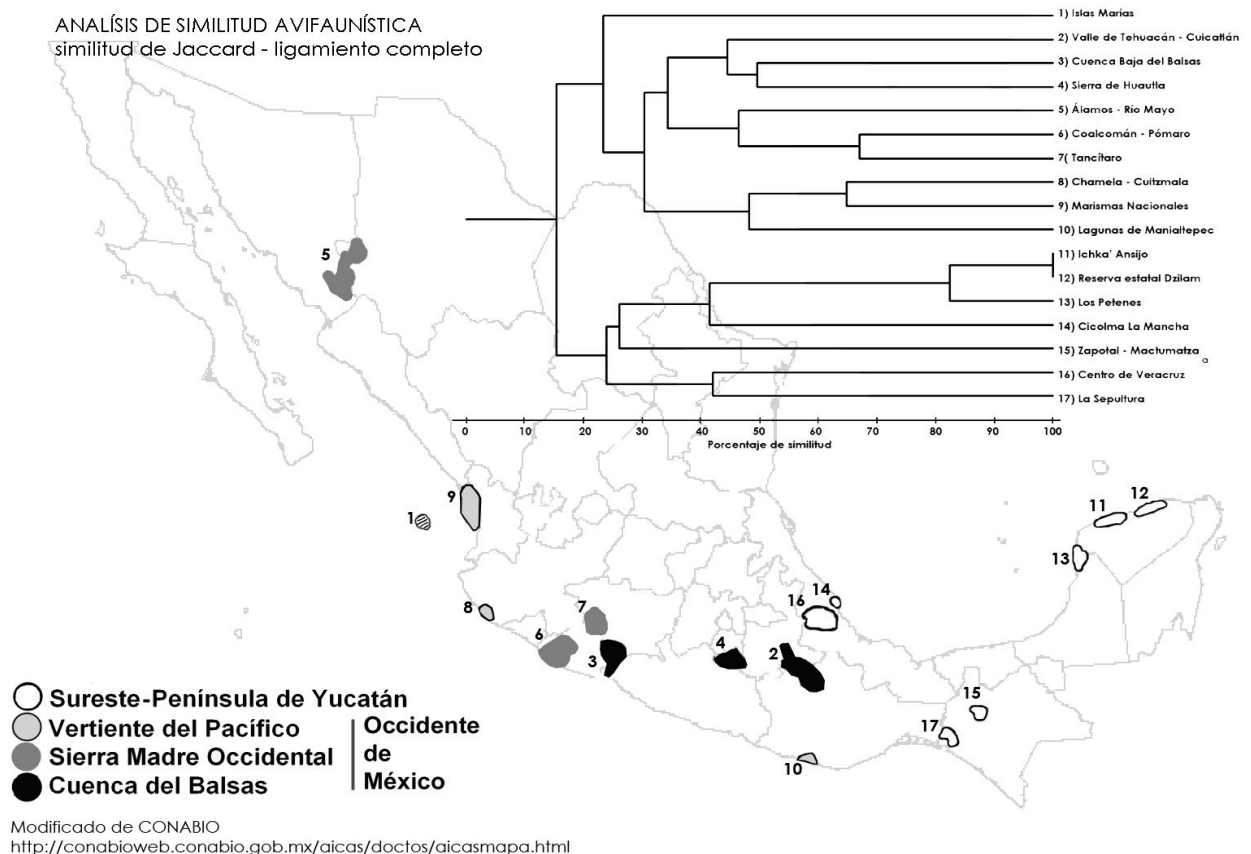 ANALÍSIS DE SIMILITUD AVIFAUNÍSTICA
similitud de Jaccard - ligamiento completo
1) Islas Marías
2) Valle de Tehuacán - Cuicatlán
3) Cuenca Baja del Balsas
4) Sierra de Huautla
5) Álamos - Rio Mayo
6) Coalcomán - Pómaro
7( Tancítaro
8) Chamela - Cuitzmala
9) Marismas Nacionales
10) Lagunas de Manialtepec
11) Ichka' Ansijo
12) Reserva estatal Dzilam
13) Los Petenes
14) Cicolma La Mancha
15) Zapotal - Mactumatza
a
16) Centro de Veracruz
17) La Sepultura
0 10 20 30 40 50 60 70 80 90 100
Porcentaje de similitud
5
9
1
8
7
6
3
4
2
16
14
11
12
13
15
17
10
Sureste-Península de Yucatán
Vertiente del Pacífico
Sierra Madre Occidental
Cuenca del Balsas
Occidente
de
México
Modificado de CONABIO
http://conabioweb.conabio.gob.mx/aicas/doctos/aicasmapa.html